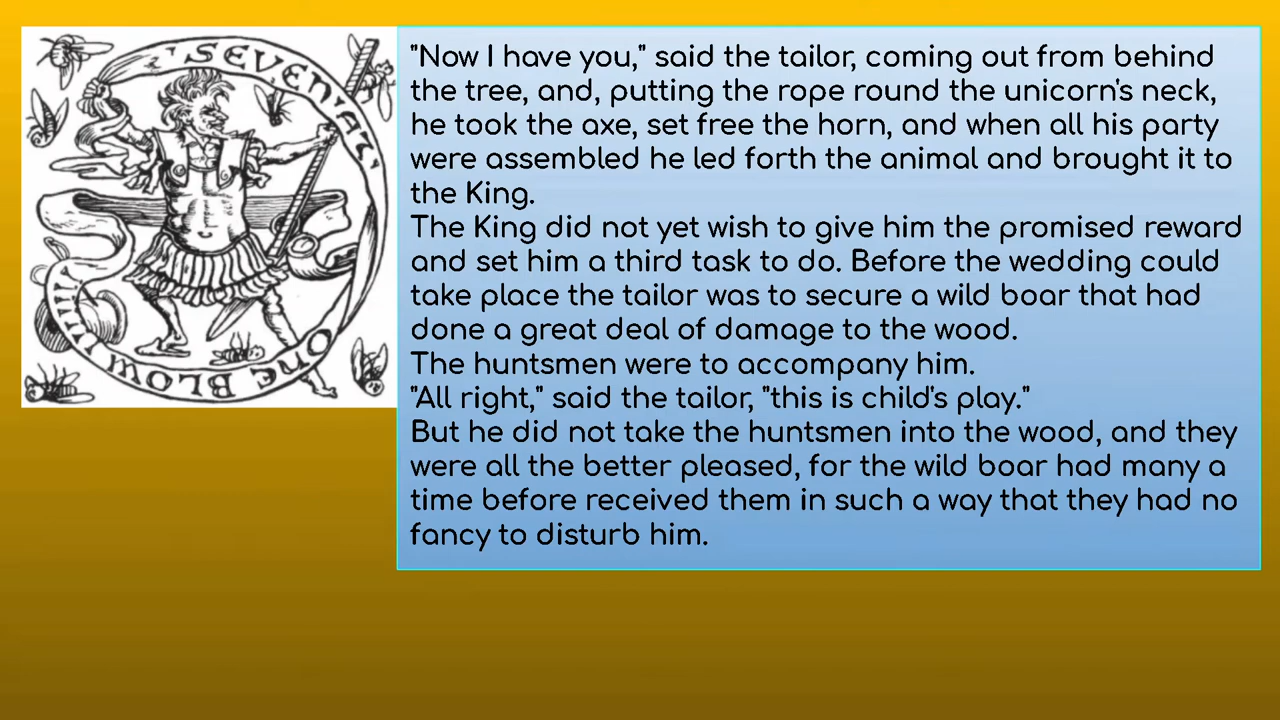 SEVEN AT
ONE BLOW
"Now I have you," said the tailor, coming out from behind
the tree, and, putting the rope round the unicorn's neck,
he took the axe, set free the horn, and when all his party
were assembled he led forth the animal and brought it to
the King.
The King did not yet wish to give him the promised reward
and set him a third task to do. Before the wedding could
take place the tailor was to secure a wild boar that had
done a great deal of damage to the wood.
The huntsmen were to accompany him.
"All right," said the tailor, "this is child's play."
But he did not take the huntsmen into the wood, and they
were all the better pleased, for the wild boar had many a
time before received them in such a way that they had no
fancy to disturb him.